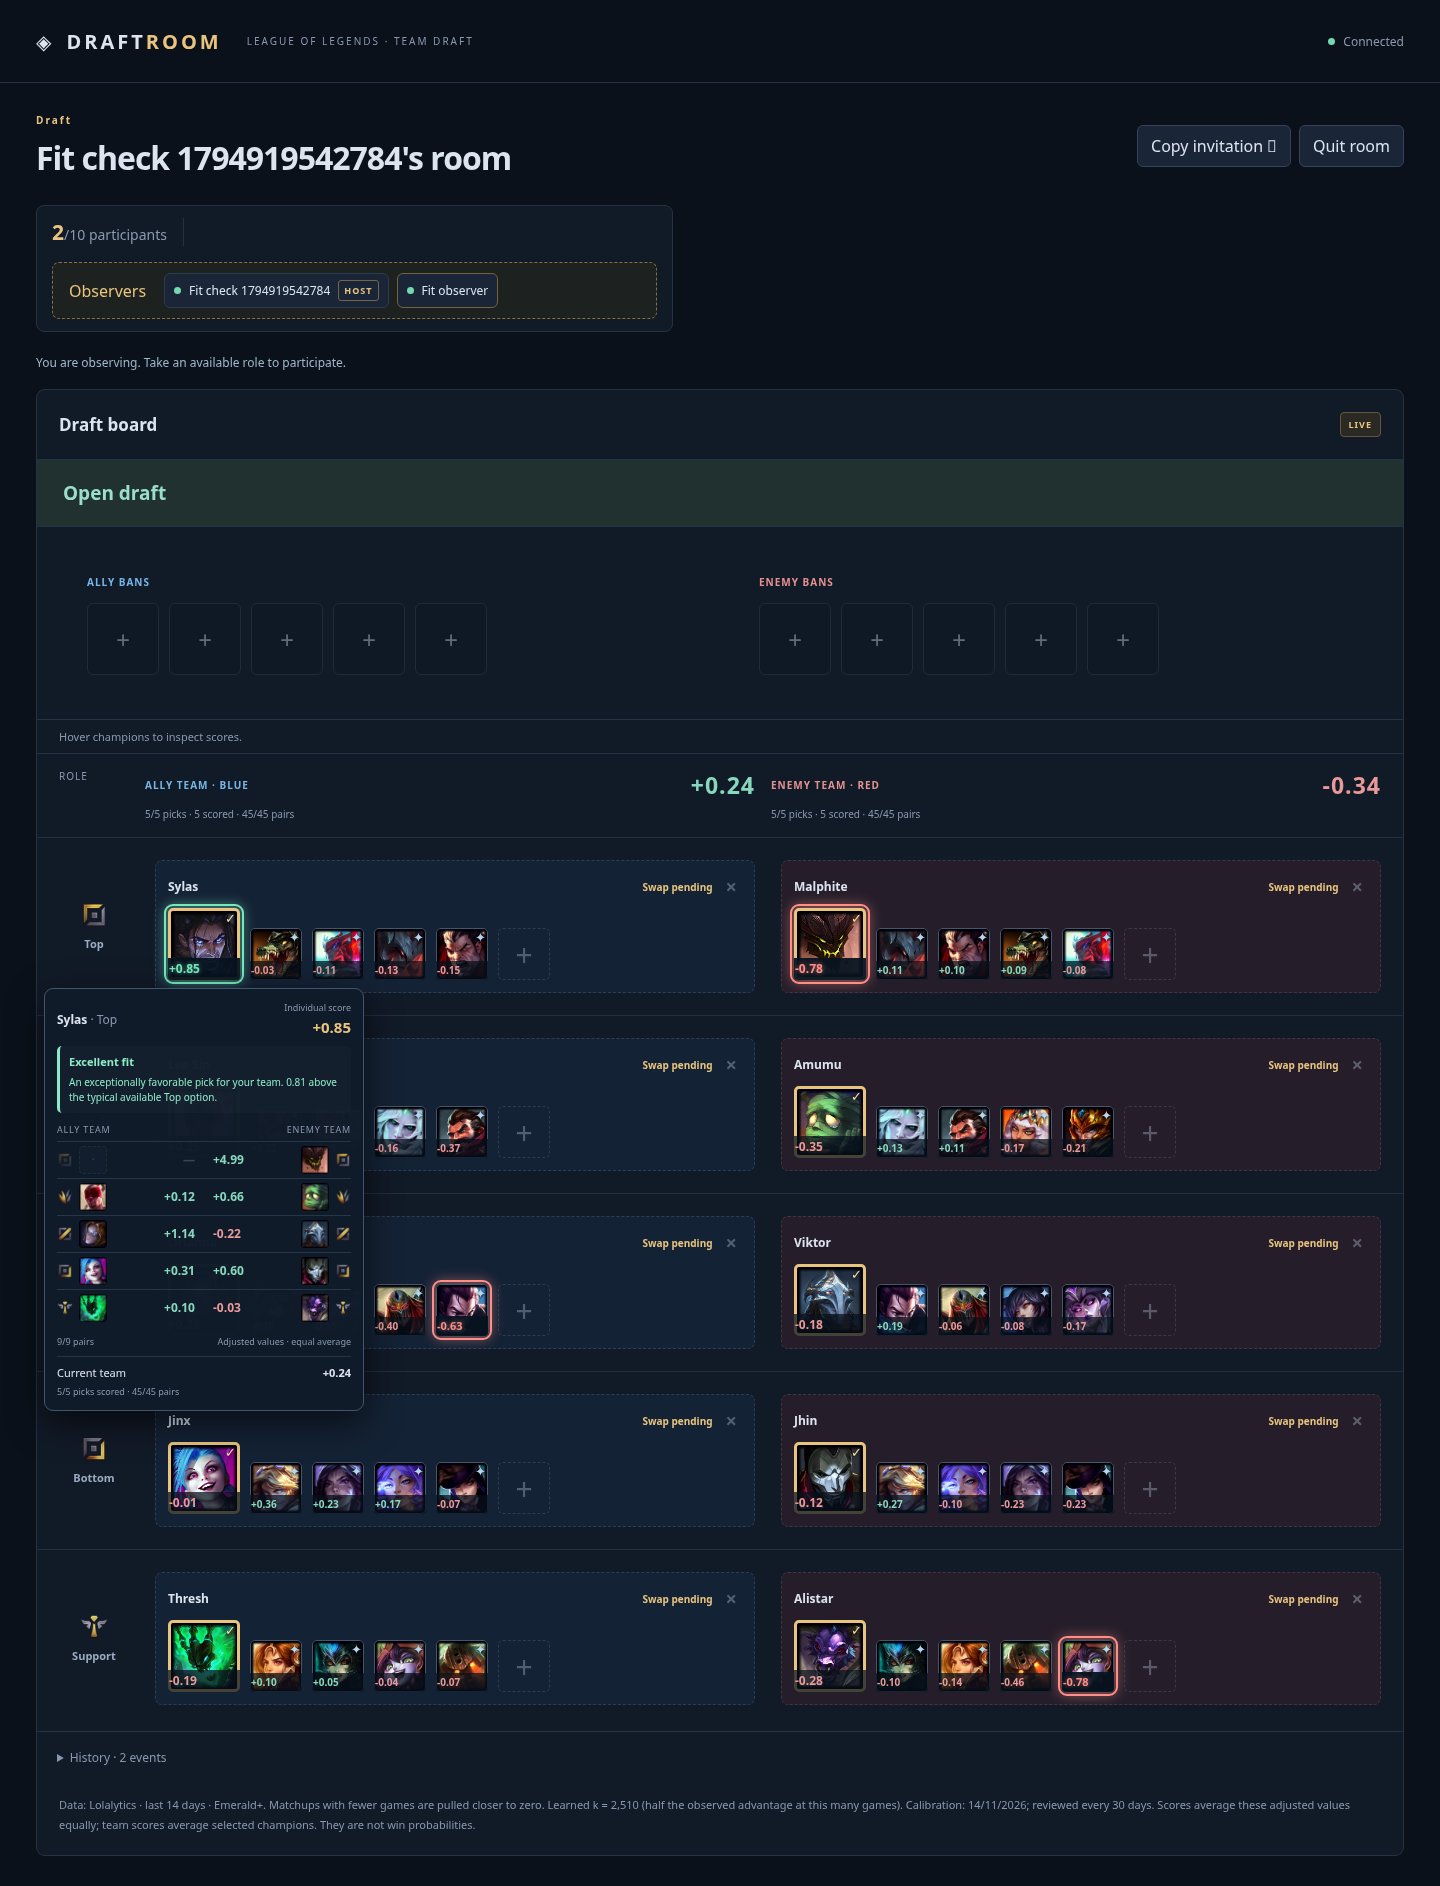 ◈ DRAFTROOM LEAGUE OF LEGENDS · TEAM DRAFT Connected
Draft
Fit check 1794919542784's room
Copy invitation Quit room
2/10 participants
Observers Fit check 1794919542784 HOST Fit observer
You are observing. Take an available role to participate.
Draft board LIVE
Open draft
ALLY BANS ENEMY BANS
+ + + + + + + + + +
Hover champions to inspect scores.
ROLE ALLY TEAM · BLUE +0.24 ENEMY TEAM · RED -0.34
5/5 picks · 5 scored · 45/45 pairs 5/5 picks · 5 scored · 45/45 pairs
Sylas Swap pending × Malphite Swap pending ×
Top
+0.85 -0.03 -0.11 -0.13 -0.15 + -0.78 +0.11 +0.10 +0.09 -0.08 +
Individual score
Sylas · Top
+0.85
Excellent fit
An exceptionally favorable pick for your team. 0.81 above
the typical available Top option.
ALLY TEAM ENEMY TEAM
— +4.99
+0.12 +0.66
+1.14 -0.22
+0.31 +0.60
+0.10 -0.03
9/9 pairs Adjusted values · equal average
Current team +0.24
5/5 picks scored · 45/45 pairs
Swap pending × Amumu Swap pending ×
-0.16 -0.37 + -0.35 +0.13 +0.11 -0.17 -0.21 +
Swap pending × Viktor Swap pending ×
-0.40 -0.63 + -0.18 +0.19 -0.06 -0.08 -0.17 +
Jinx Swap pending × Jhin Swap pending ×
Bottom
-0.01 +0.36 +0.23 +0.17 -0.07 + -0.12 +0.27 -0.10 -0.23 -0.23 +
Thresh Swap pending × Alistar Swap pending ×
Support
-0.19 +0.10 +0.05 -0.04 -0.07 + -0.28 -0.10 -0.14 -0.46 -0.78 +
▶ History · 2 events
Data: Lolalytics · last 14 days · Emerald+. Matchups with fewer games are pulled closer to zero. Learned k = 2,510 (half the observed advantage at this many games). Calibration: 14/11/2026; reviewed every 30 days. Scores average these adjusted values
equally; team scores average selected champions. They are not win probabilities.